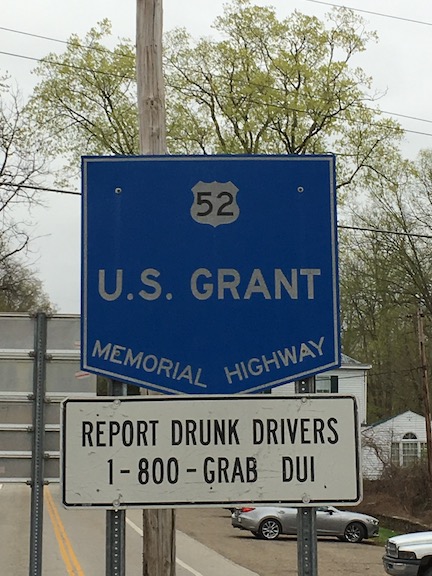 52
U.S. GRANT
MEMORIAL HIGHWAY
REPORT DRUNK DRIVERS
1-800-GRAB DUI